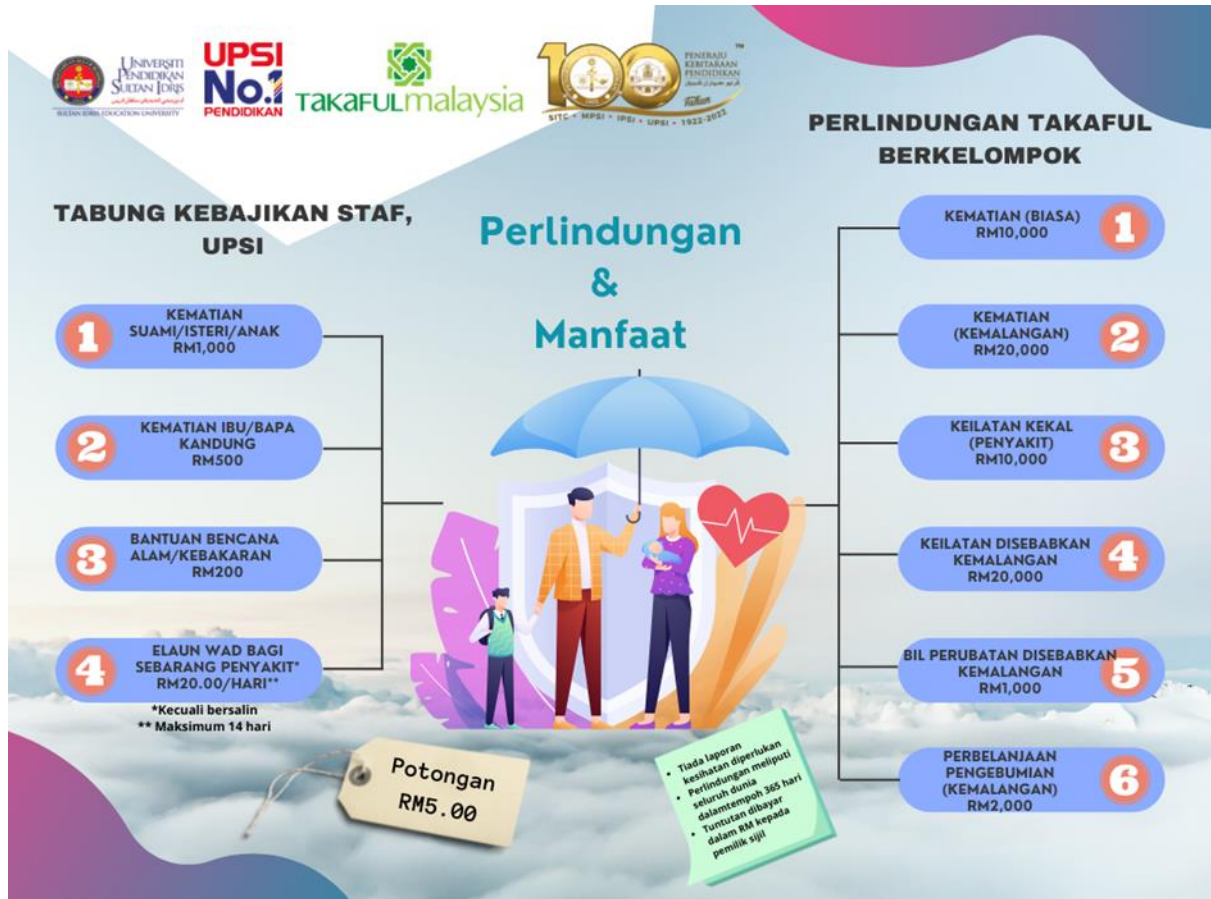 UNIVERSITI
PENDIDIKAN
SULTAN IDRIS
SULTAN IDRIS EDUCATION UNIVERSITY
UPSI
No.1
PENDIDIKAN
TAKAFULmalaysia
100
PENERAJU
KEBITARAAN
PENDIDIKAN
Tahun
SITC • MPSI • IPSI • UPSI • 1922-2022
TABUNG KEBAJIKAN STAF,
UPSI
1
KEMATIAN
SUAMI/ISTERI/ANAK
RM1,000
2
KEMATIAN IBU/BAPA
KANDUNG
RM500
3
BANTUAN BENCANA
ALAM/KEBAKARAN
RM200
4
ELAUN WAD BAGI
SEBARANG PENYAKIT*
RM20.00/HARI**
*Kecuali bersalin
** Maksimum 14 hari
Perlindungan
&
Manfaat
Potongan
RM5.00
• Tiada laporan
kesihatan diperlukan
• Perlindungan meliputi
seluruh dunia
dalamtempoh 365 hari
• Tuntutan dibayar
dalam RM kepada
pemilik sijil
PERLINDUNGAN TAKAFUL
BERKELOMPOK
KEMATIAN (BIASA)
RM10,000
1
KEMATIAN
(KEMALANGAN)
RM20,000
2
KEILATAN KEKAL
(PENYAKIT)
RM10,000
3
KEILATAN DISEBABKAN
KEMALANGAN
RM20,000
4
BIL PERUBATAN DISEBABKAN
KEMALANGAN
RM1,000
5
PERBELANJAAN
PENGEBUMIAN
(KEMALANGAN)
RM2,000
6